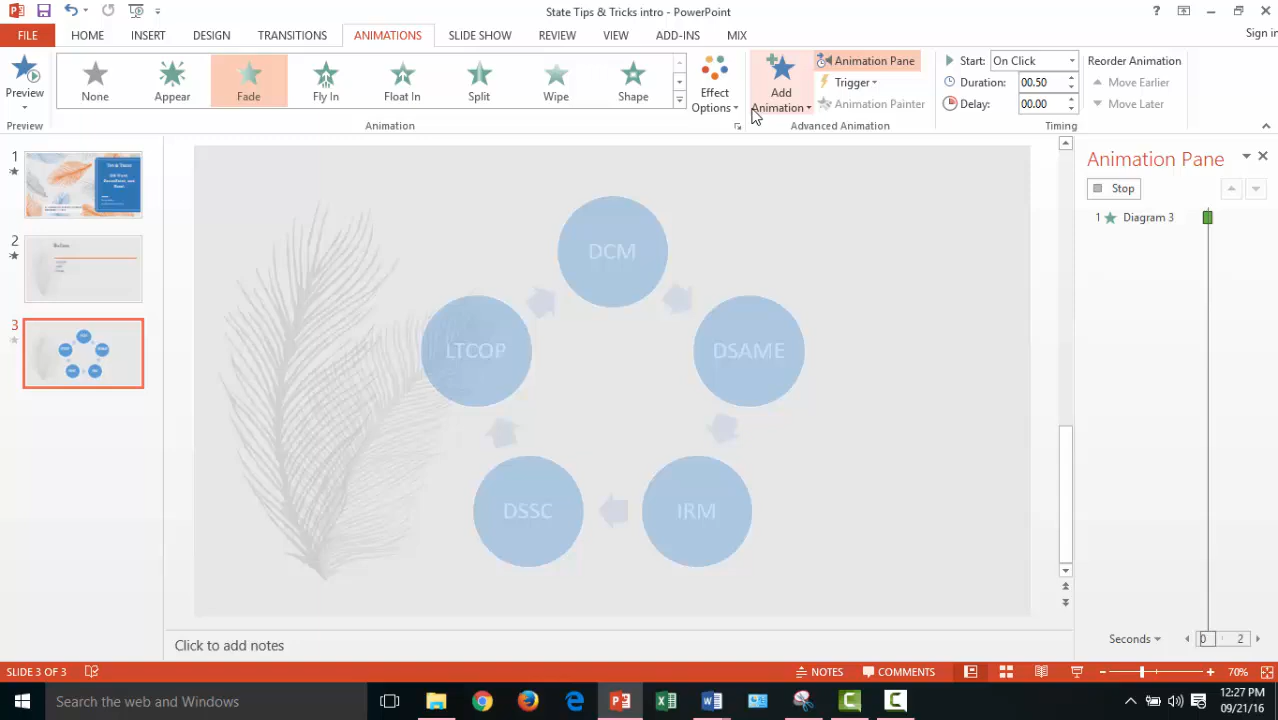 State Tips & Tricks intro - PowerPoint
?
Sign in
FILE HOME INSERT DESIGN TRANSITIONS ANIMATIONS SLIDE SHOW REVIEW VIEW ADD-INS MIX
Preview
None Appear Fade Fly In Float In Split Wipe Shape
Effect Options
Add Animation
Animation Pane
Trigger
Animation Painter
Start: On Click
Duration: 00.50
Delay: 00.00
Reorder Animation
Move Earlier
Move Later
Preview Animation Advanced Animation Timing
1
2
3
DCM
DSAME
IRM
DSSC
LTCOP
Animation Pane
Stop
1 Diagram 3
Seconds 0 2
Click to add notes
SLIDE 3 OF 3
NOTES COMMENTS 70%
Search the web and Windows
12:27 PM
09/21/16